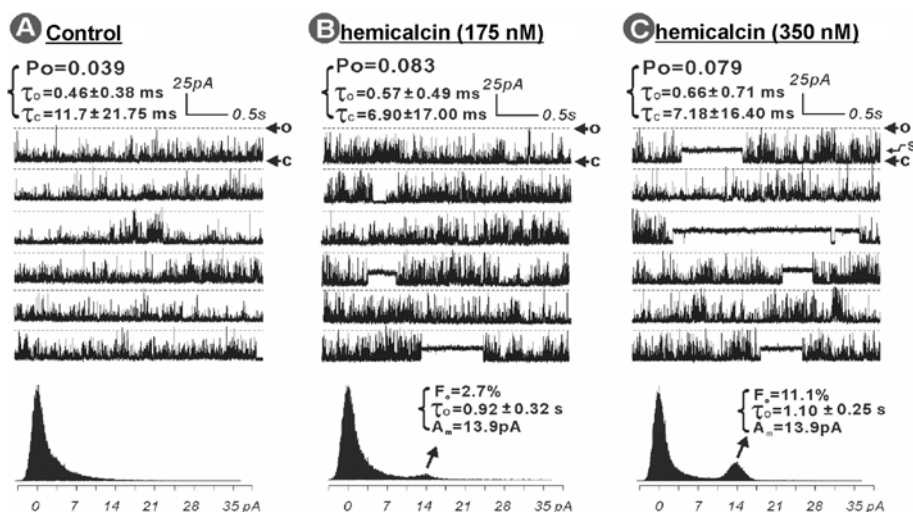 A Control
Po=0.039
τo=0.46±0.38 ms
τc=11.7±21.75 ms
25pA
0.5s
O
C
0 7 14 21 28 35 pA
B hemicalcin (175 nM)
Po=0.083
τo=0.57±0.49 ms
τc=6.90±17.00 ms
25pA
0.5s
O
C
Fo=2.7%
τo=0.92±0.32 s
Am=13.9pA
0 7 14 21 28 35 pA
C hemicalcin (350 nM)
Po=0.079
τo=0.66±0.71 ms
τc=7.18±16.40 ms
25pA
0.5s
O
S
C
Fo=11.1%
τo=1.10 ±0.25 s
Am=13.9pA
0 7 14 21 28 35 pA